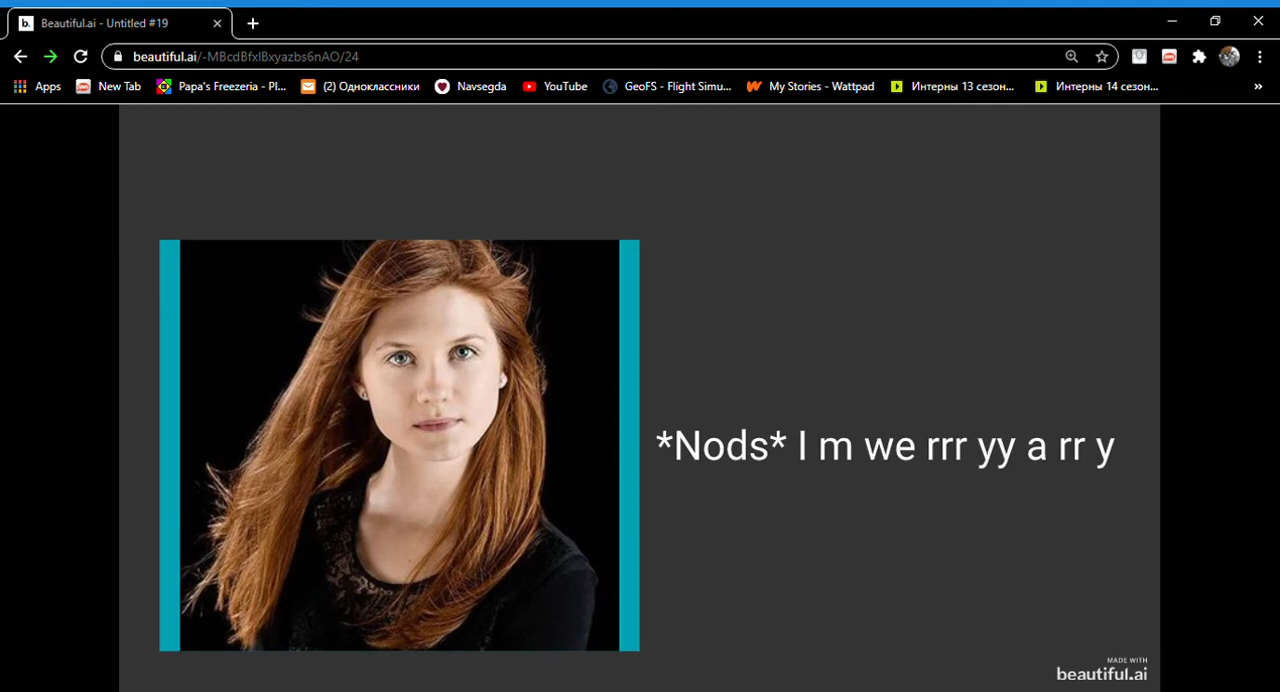 b. Beautiful.ai - Untitled #19
beautiful.ai/-MBcdBfxlBxyazbs6nAO/24
Apps New Tab Papa's Freezeria - Pl... (2) Одноклассники Navsegda YouTube GeoFS - Flight Simu... My Stories - Wattpad Интерны 13 сезон... Интерны 14 сезон... »
*Nods* I m we rrr yy a rr y
MADE WITH
beautiful.ai